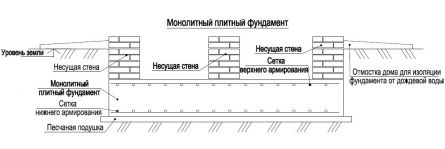 Монолитный плитный фундамент
Уровень земли
Несущая стена
Несущая стена
Несущая стена
Сетка
верхнего армирования
Отмостка дома для изоляции
фундамента от дождевой воды
Монолитный
плитный фундамент
Сетка
нижнего армирования
Песчаная подушка